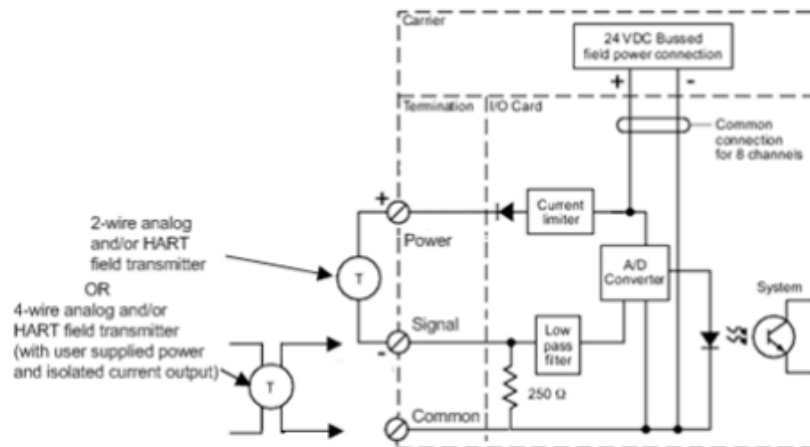 Carrier
24 VDC Bussed
field power connection
+
-
Termination
I/O Card
Common
connection
for 8 channels
+
Current
limiter
Power
2-wire analog
and/or HART
field transmitter
T
A/D
Converter
OR
System
4-wire analog and/or
HART field transmitter
(with user supplied power
and isolated current output)
Signal
-
Low
pass
filter
T
250 Ω
Common